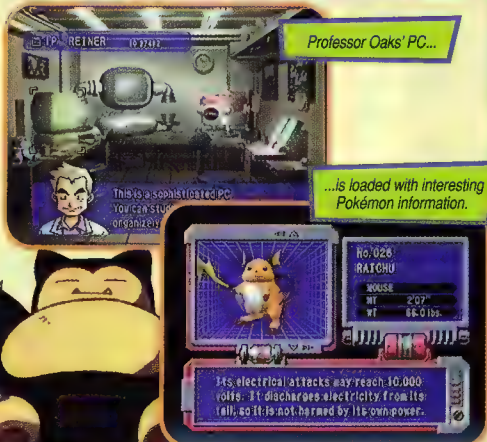 Professor Oaks' PC...
REINER
This is a sophisticated PC
You can stud
organizely
...is loaded with interesting
Pokémon information.
No.026
RAICHU
MOUSE
HT 2'07"
WT 66.0 lbs.
Its electrical attacks may reach 10,000
volts. It discharges electricity from its
tail, so it is not harmed by its own power.